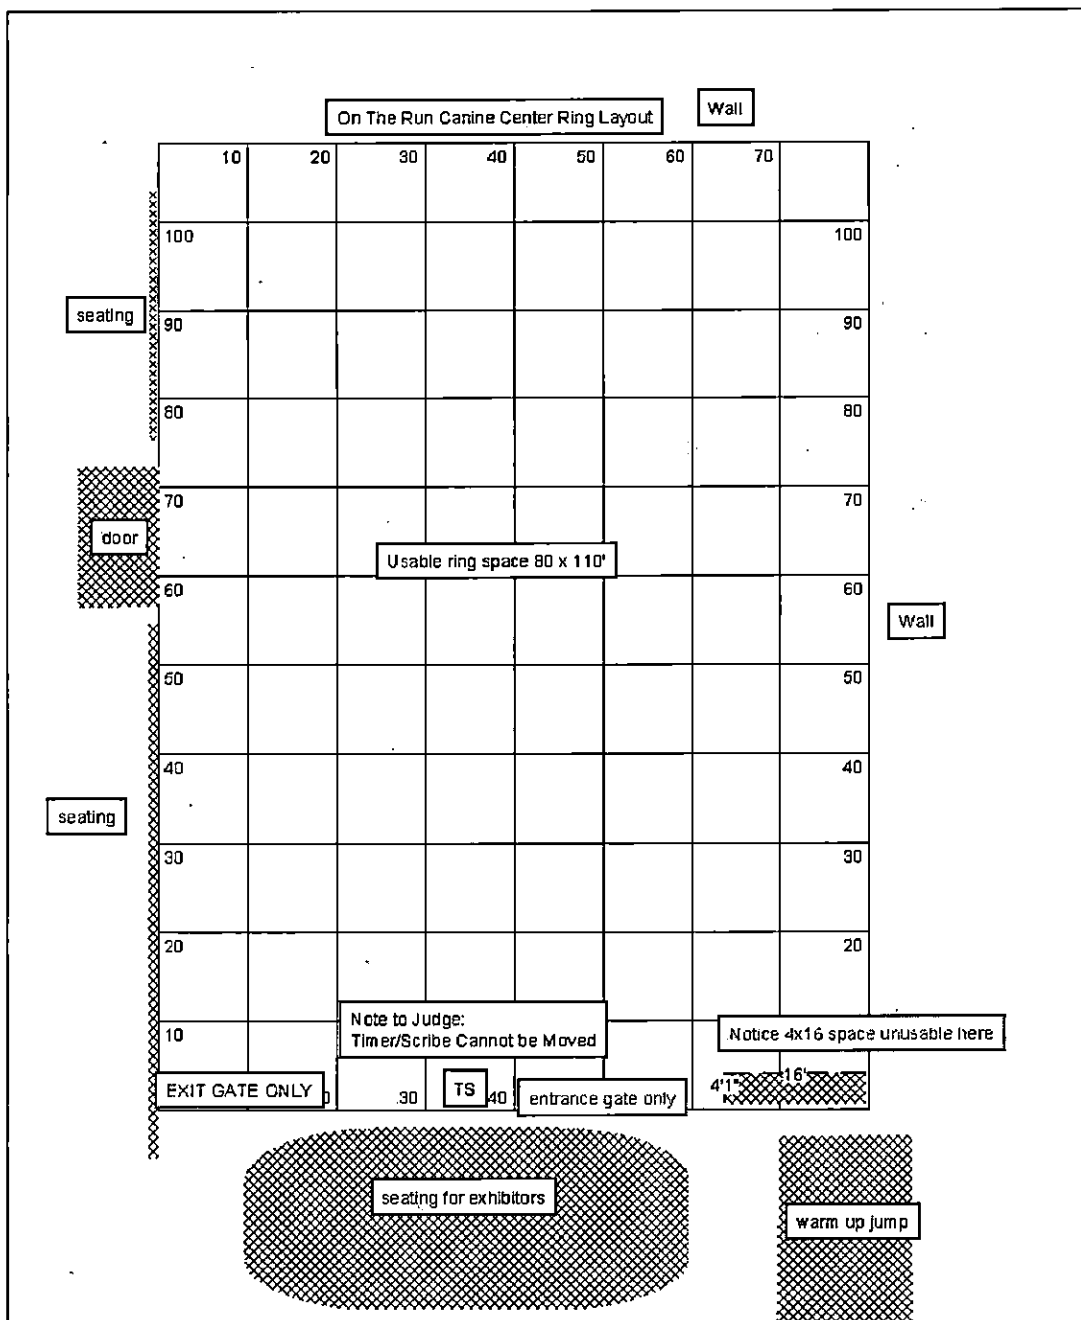 On The Run Canine Center Ring Layout
Wall
10 20 30 40 50 60 70
100 100
seating
90 90
80 80
70 70
door
Usable ring space 80 x 110'
60 60
Wall
50 50
40 40
seating
30 30
20 20
10
Note to Judge:
Timer/Scribe Cannot be Moved
Notice 4x16 space unusable here
16'
4'1"
EXIT GATE ONLY
30
TS
40
entrance gate only
seating for exhibitors
warm up jump